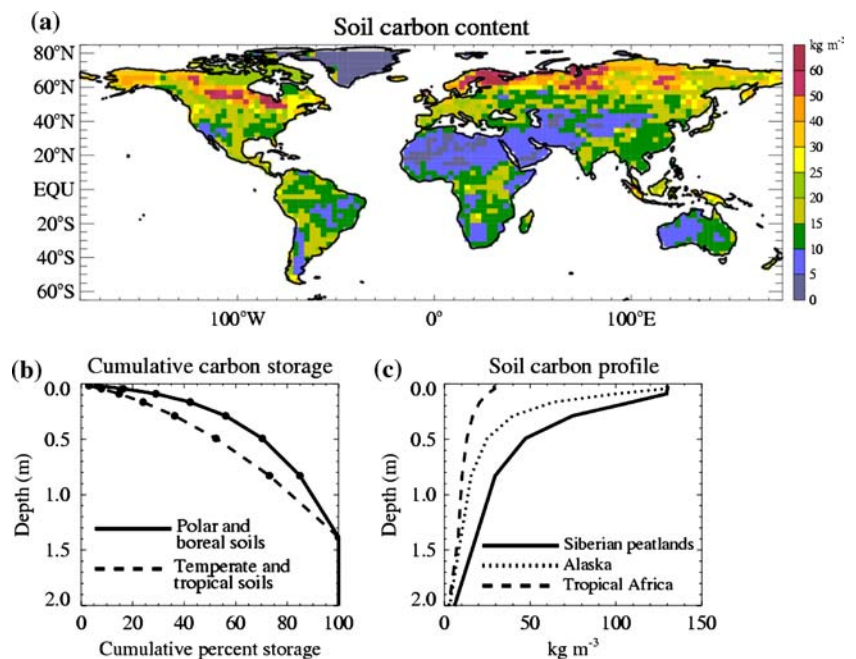 (a) Soil carbon content
kg m⁻³
80°N
60°N
40°N
20°N
EQU
20°S
40°S
60°S
100°W 0° 100°E
60
50
40
30
25
20
15
10
5
0
(b) Cumulative carbon storage
0.0
0.5
1.0
1.5
2.0
Depth (m)
Polar and
boreal soils
Temperate and
tropical soils
0 20 40 60 80 100
Cumulative percent storage
(c) Soil carbon profile
0.0
0.5
1.0
1.5
2.0
Depth (m)
Siberian peatlands
Alaska
Tropical Africa
0 50 100 150
kg m⁻³